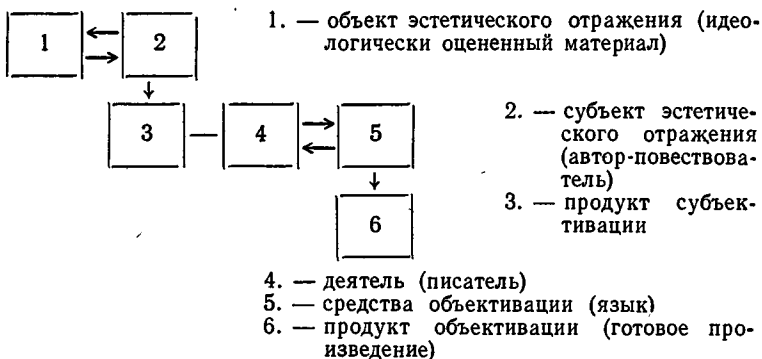 1. — объект эстетического отражения (идео-
логически оцененный материал)
1
2
3 — 4
5
6
2. — субъект эстетиче-
ского отражения
(автор-повествова-
тель)
3. — продукт субъек-
тивации
4. — деятель (писатель)
5. — средства объективации (язык)
6. — продукт объективации (готовое про-
изведение)